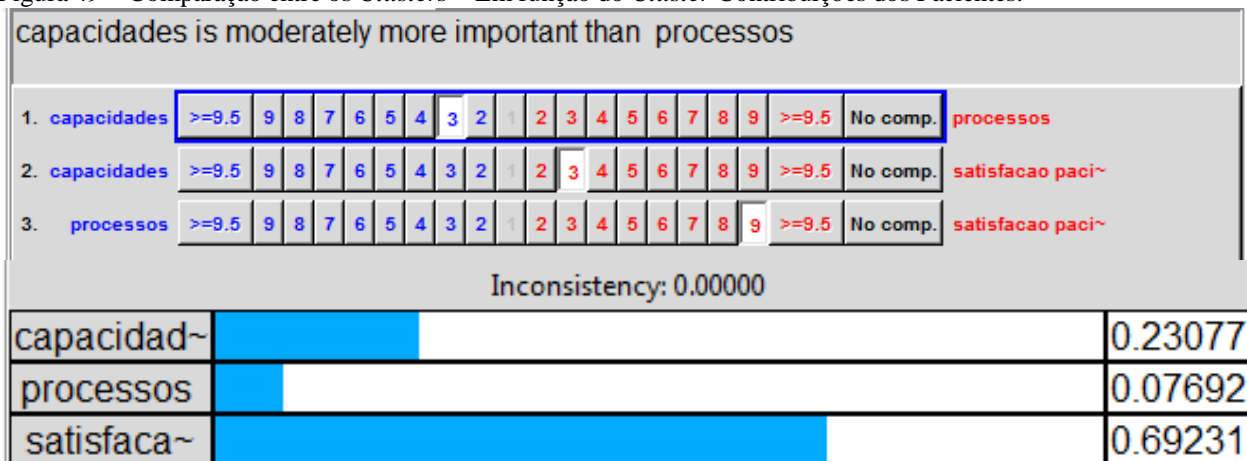 capacidades is moderately more important than processos
1. capacidades >=9.5 9 8 7 6 5 4 3 2 1 2 3 4 5 6 7 8 9 >=9.5 No comp. processos
2. capacidades >=9.5 9 8 7 6 5 4 3 2 1 2 3 4 5 6 7 8 9 >=9.5 No comp. satisfacao paci~
3. processos >=9.5 9 8 7 6 5 4 3 2 1 2 3 4 5 6 7 8 9 >=9.5 No comp. satisfacao paci~
Inconsistency: 0.00000
capacidad~ 0.23077
processos 0.07692
satisfaca~ 0.69231